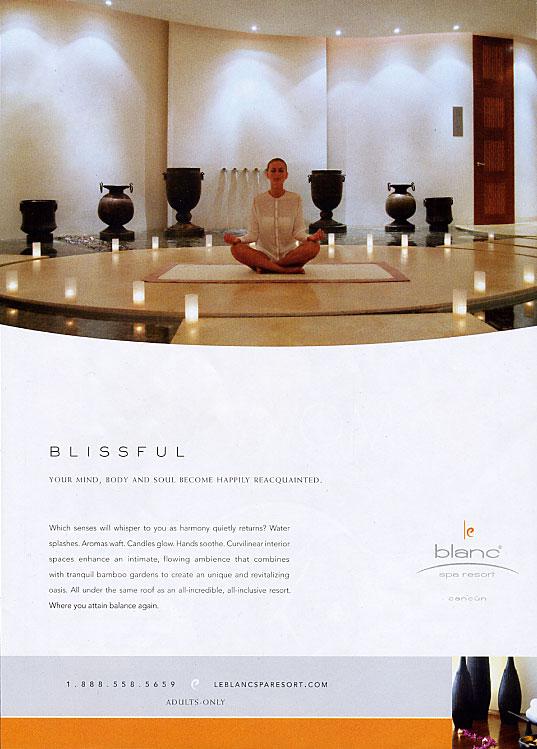 BLISSFUL
YOUR MIND, BODY AND SOUL BECOME HAPPILY REACQUAINTED.
Which senses will whisper to you as harmony quietly returns? Water
splashes. Aromas waft. Candles glow. Hands soothe. Curvilinear interior
spaces enhance an intimate, flowing ambience that combines
with tranquil bamboo gardens to create an unique and revitalizing
oasis. All under the same roof as an all-incredible, all-inclusive resort.
Where you attain balance again.
le
blanc
spa resort
cancún
1.888.558.5659 e LEBLANCSPARESORT.COM
ADULTS-ONLY